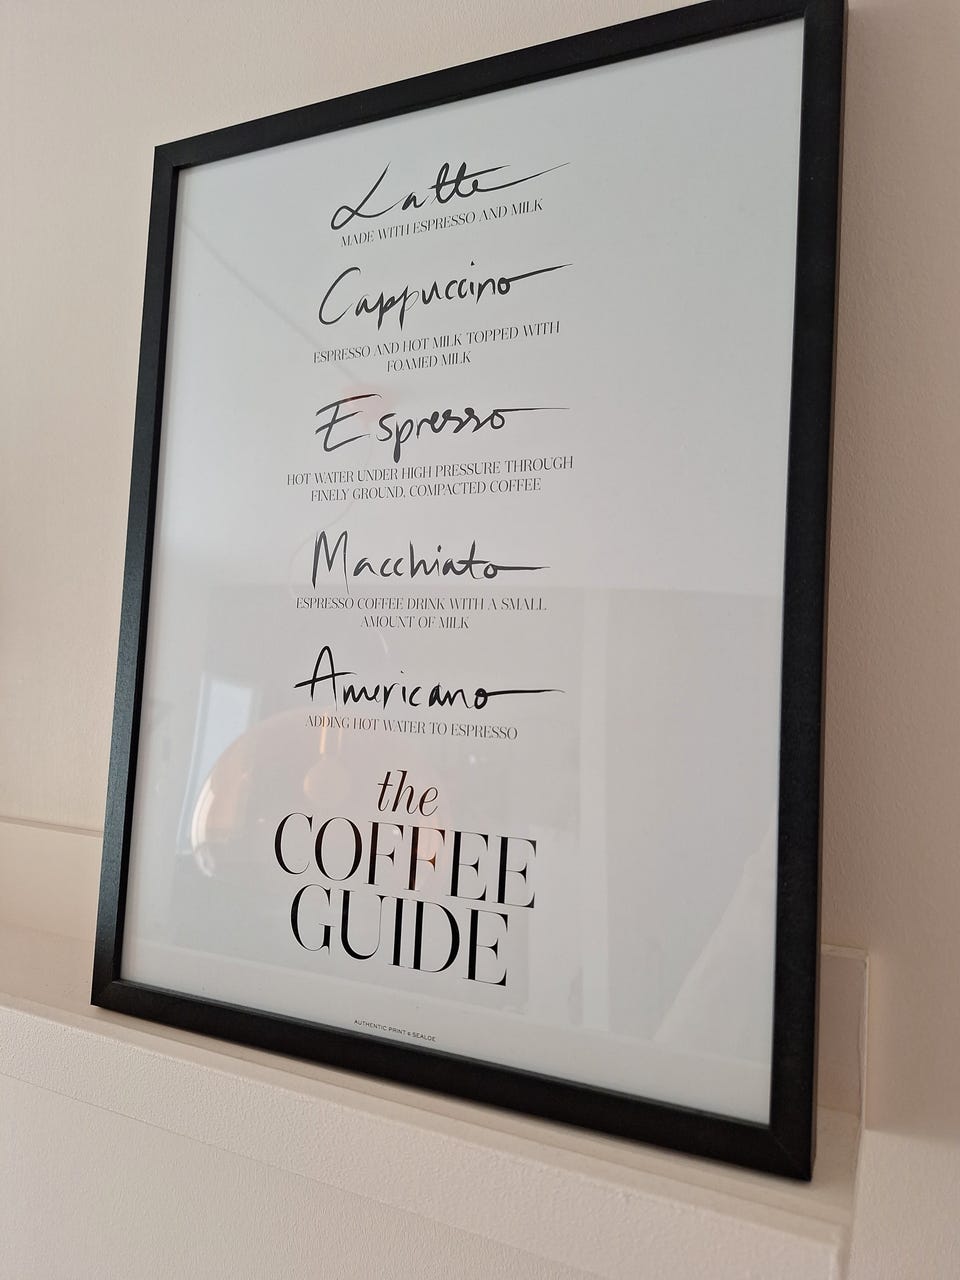 Latte
MADE WITH ESPRESSO AND MILK
Cappuccino
ESPRESSO AND HOT MILK TOPPED WITH
FOAMED MILK
Espresso
HOT WATER UNDER HIGH PRESSURE THROUGH
FINELY GROUND, COMPACTED COFFEE
Macchiato
ESPRESSO COFFEE DRINK WITH A SMALL
AMOUNT OF MILK
Americano
ADDING HOT WATER TO ESPRESSO
the
COFFEE
GUIDE
AUTHENTIC PRINT & SEALOE